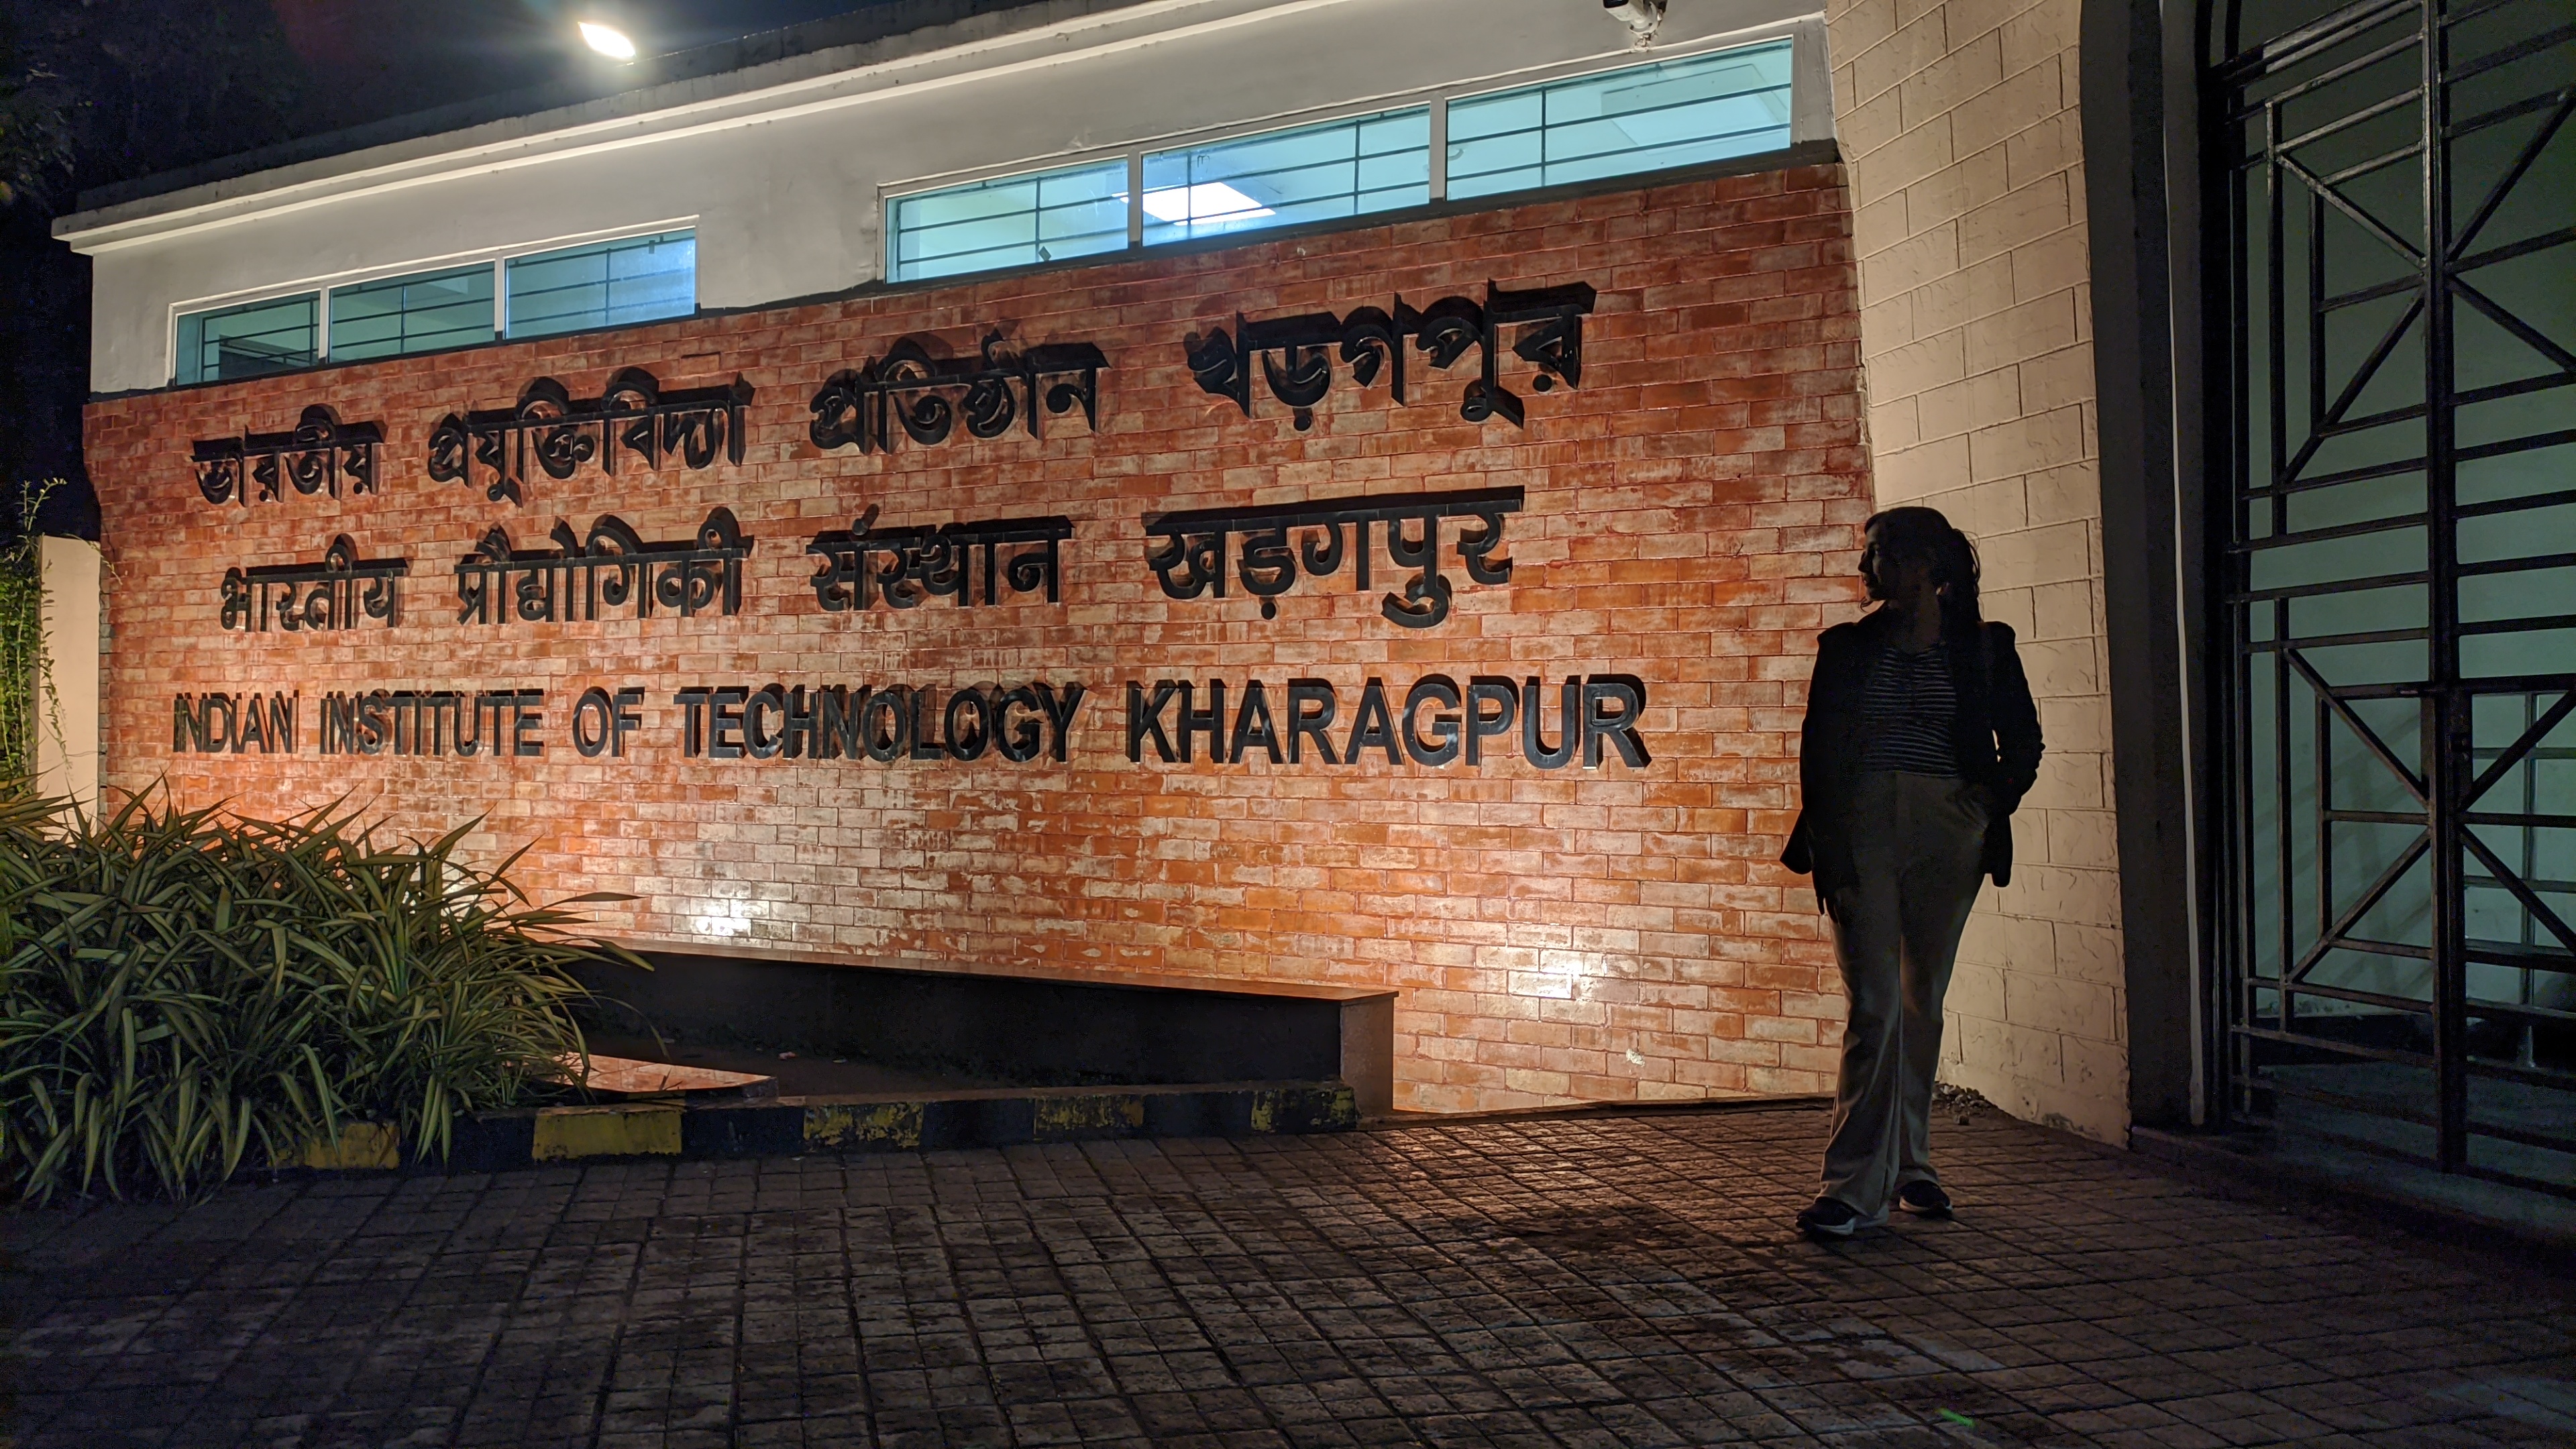 ভারতীয় প্রযুক্তিবিদ্যা প্রতিষ্ঠান খড়গপুর
भारतीय प्रौद्योगिकी संस्थान खड़गपुर
INDIAN INSTITUTE OF TECHNOLOGY KHARAGPUR